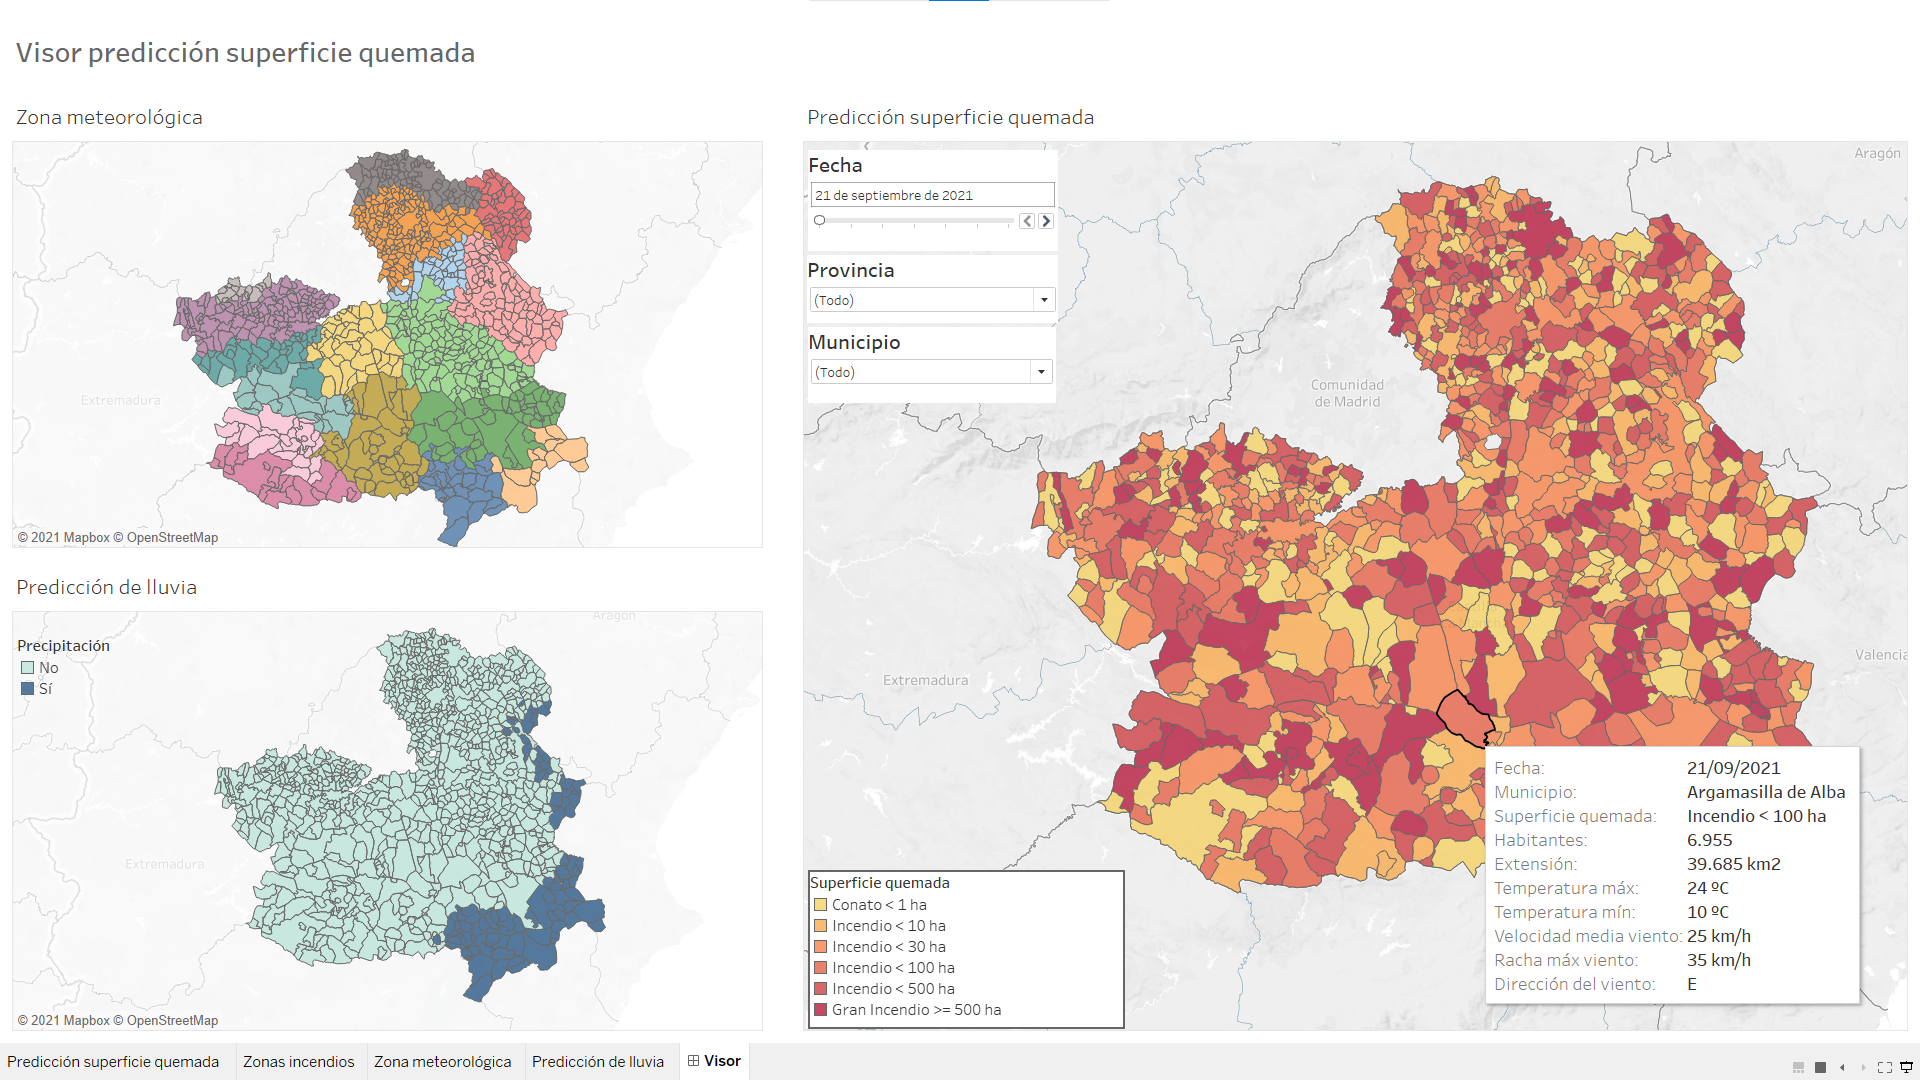 Visor predicción superficie quemada
Zona meteorológica
Extremadura
© 2021 Mapbox © OpenStreetMap
Predicción de lluvia
Aragón
Precipitación
No
Sí
Extremadura
© 2021 Mapbox © OpenStreetMap
Predicción superficie quemada
Aragón
Fecha
21 de septiembre de 2021
Provincia
(Todo)
Municipio
(Todo)
Comunidad
de Madrid
Extremadura
Valencia
Fecha: 21/09/2021
Municipio: Argamasilla de Alba
Superficie quemada: Incendio < 100 ha
Habitantes: 6.955
Extensión: 39.685 km2
Temperatura máx: 24 ºC
Temperatura mín: 10 ºC
Velocidad media viento: 25 km/h
Racha máx viento: 35 km/h
Dirección del viento: E
Superficie quemada
Conato < 1 ha
Incendio < 10 ha
Incendio < 30 ha
Incendio < 100 ha
Incendio < 500 ha
Gran Incendio >= 500 ha
Predicción superficie quemada
Zonas incendios
Zona meteorológica
Predicción de lluvia
Visor